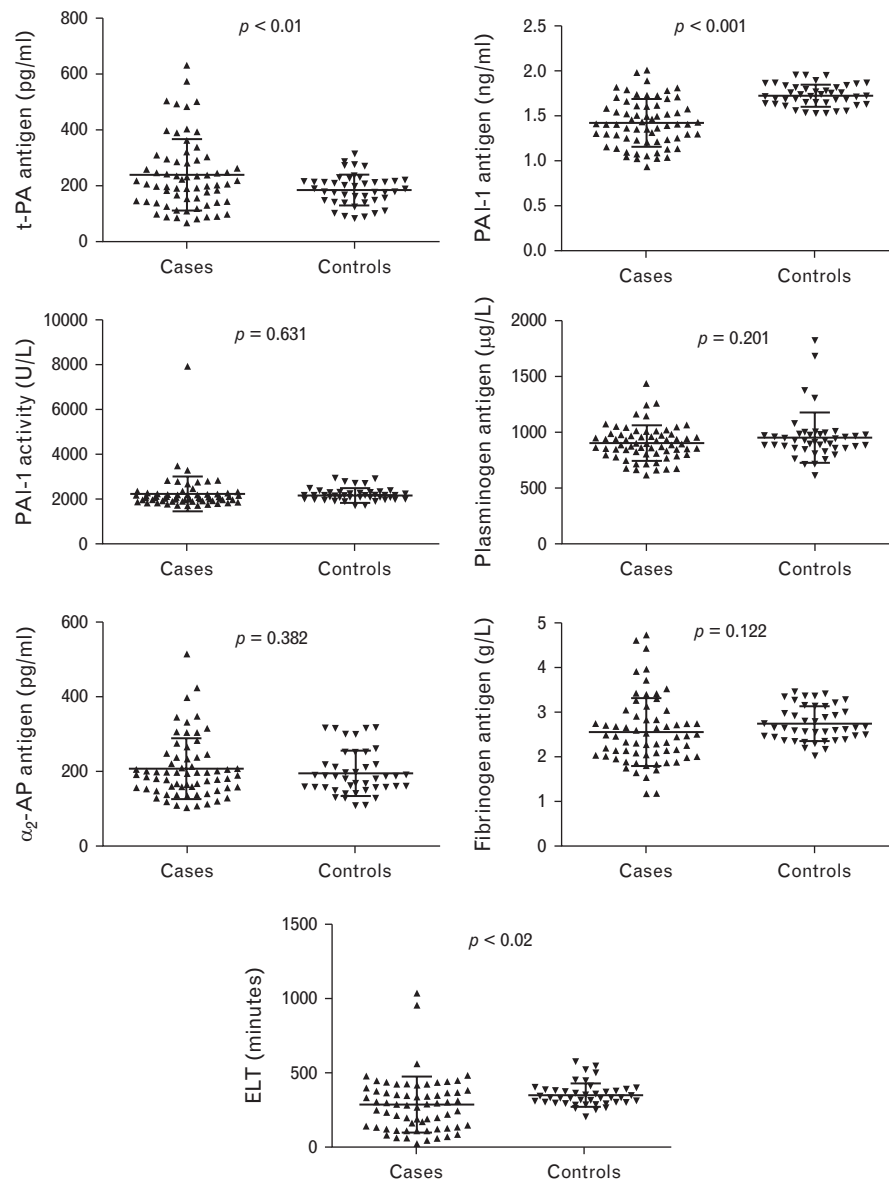 p < 0.01
t-PA antigen (pg/ml)
800
600
400
200
0
Cases
Controls
p < 0.001
PAI-1 antigen (ng/ml)
2.5
2.0
1.5
1.0
0.5
0.0
Cases
Controls
p = 0.631
PAI-1 activity (U/L)
10000
8000
6000
4000
2000
0
Cases
Controls
p = 0.201
Plasminogen antigen (μg/L)
2000
1500
1000
500
0
Cases
Controls
p = 0.382
α₂-AP antigen (pg/ml)
600
400
200
0
Cases
Controls
p = 0.122
Fibrinogen antigen (g/L)
5
4
3
2
1
0
Cases
Controls
p < 0.02
ELT (minutes)
1500
1000
500
0
Cases
Controls